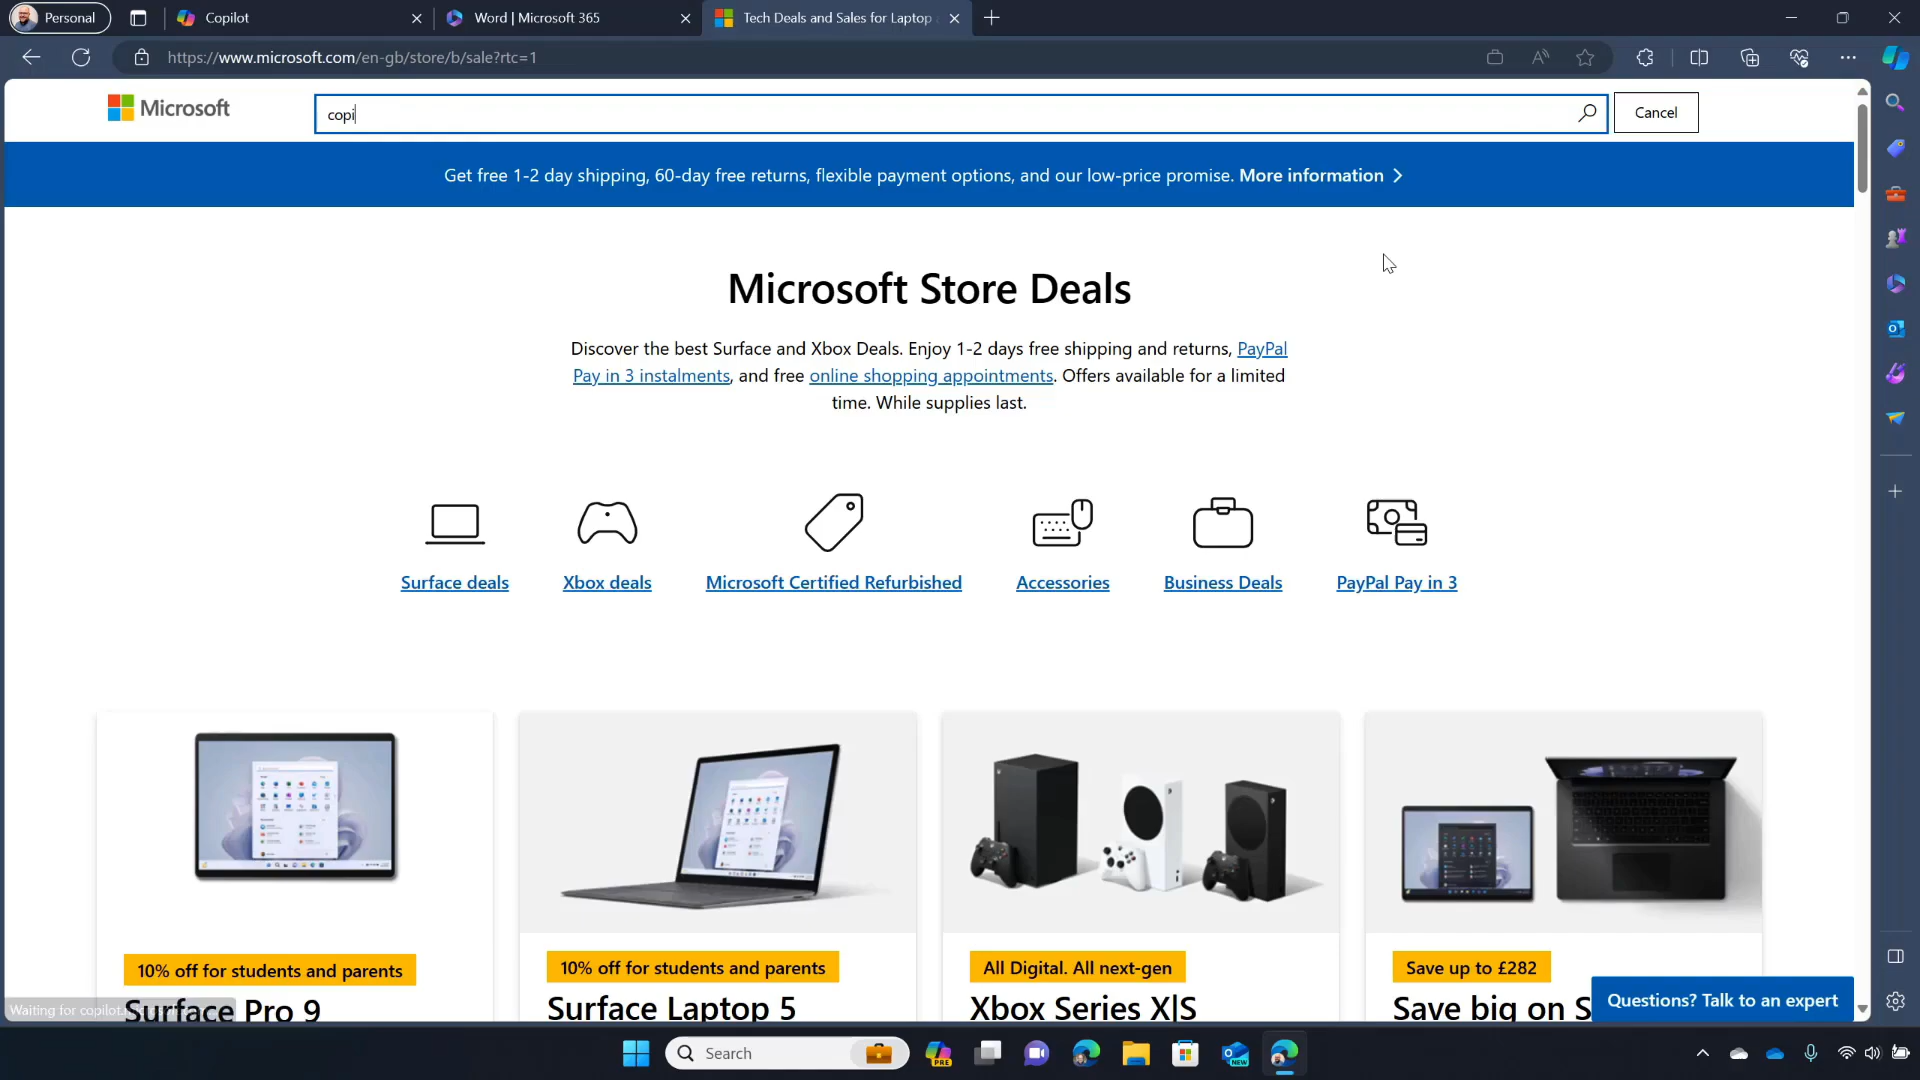 Personal
Copilot
Word | Microsoft 365
Tech Deals and Sales for Laptop
https://www.microsoft.com/en-gb/store/b/sale?rtc=1
Microsoft
copi
Cancel
Get free 1-2 day shipping, 60-day free returns, flexible payment options, and our low-price promise. More information
Microsoft Store Deals
Discover the best Surface and Xbox Deals. Enjoy 1-2 days free shipping and returns, PayPal
Pay in 3 instalments, and free online shopping appointments. Offers available for a limited
time. While supplies last.
Surface deals
Xbox deals
Microsoft Certified Refurbished
Accessories
Business Deals
PayPal Pay in 3
10% off for students and parents
Surface Pro 9
10% off for students and parents
Surface Laptop 5
All Digital. All next-gen
Xbox Series X|S
Save up to £282
Save big on S
Questions? Talk to an expert
Waiting for
Search
PRE
NEW